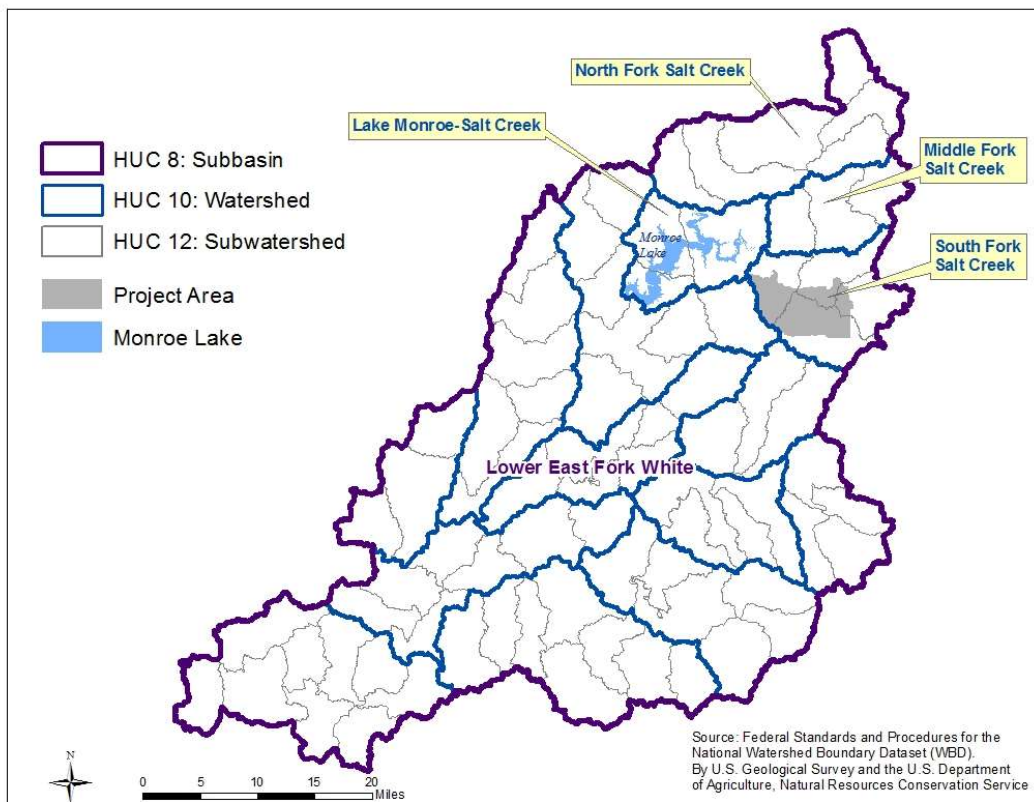 North Fork Salt Creek
Lake Monroe-Salt Creek
Middle Fork
Salt Creek
South Fork
Salt Creek
HUC 8: Subbasin
HUC 10: Watershed
HUC 12: Subwatershed
Project Area
Monroe Lake
Monroe
Lake
Lower East Fork White
N
0 5 10 15 20
Miles
Source: Federal Standards and Procedures for the
National Watershed Boundary Dataset (WBD).
By U.S. Geological Survey and the U.S. Department
of Agriculture, Natural Resources Conservation Service